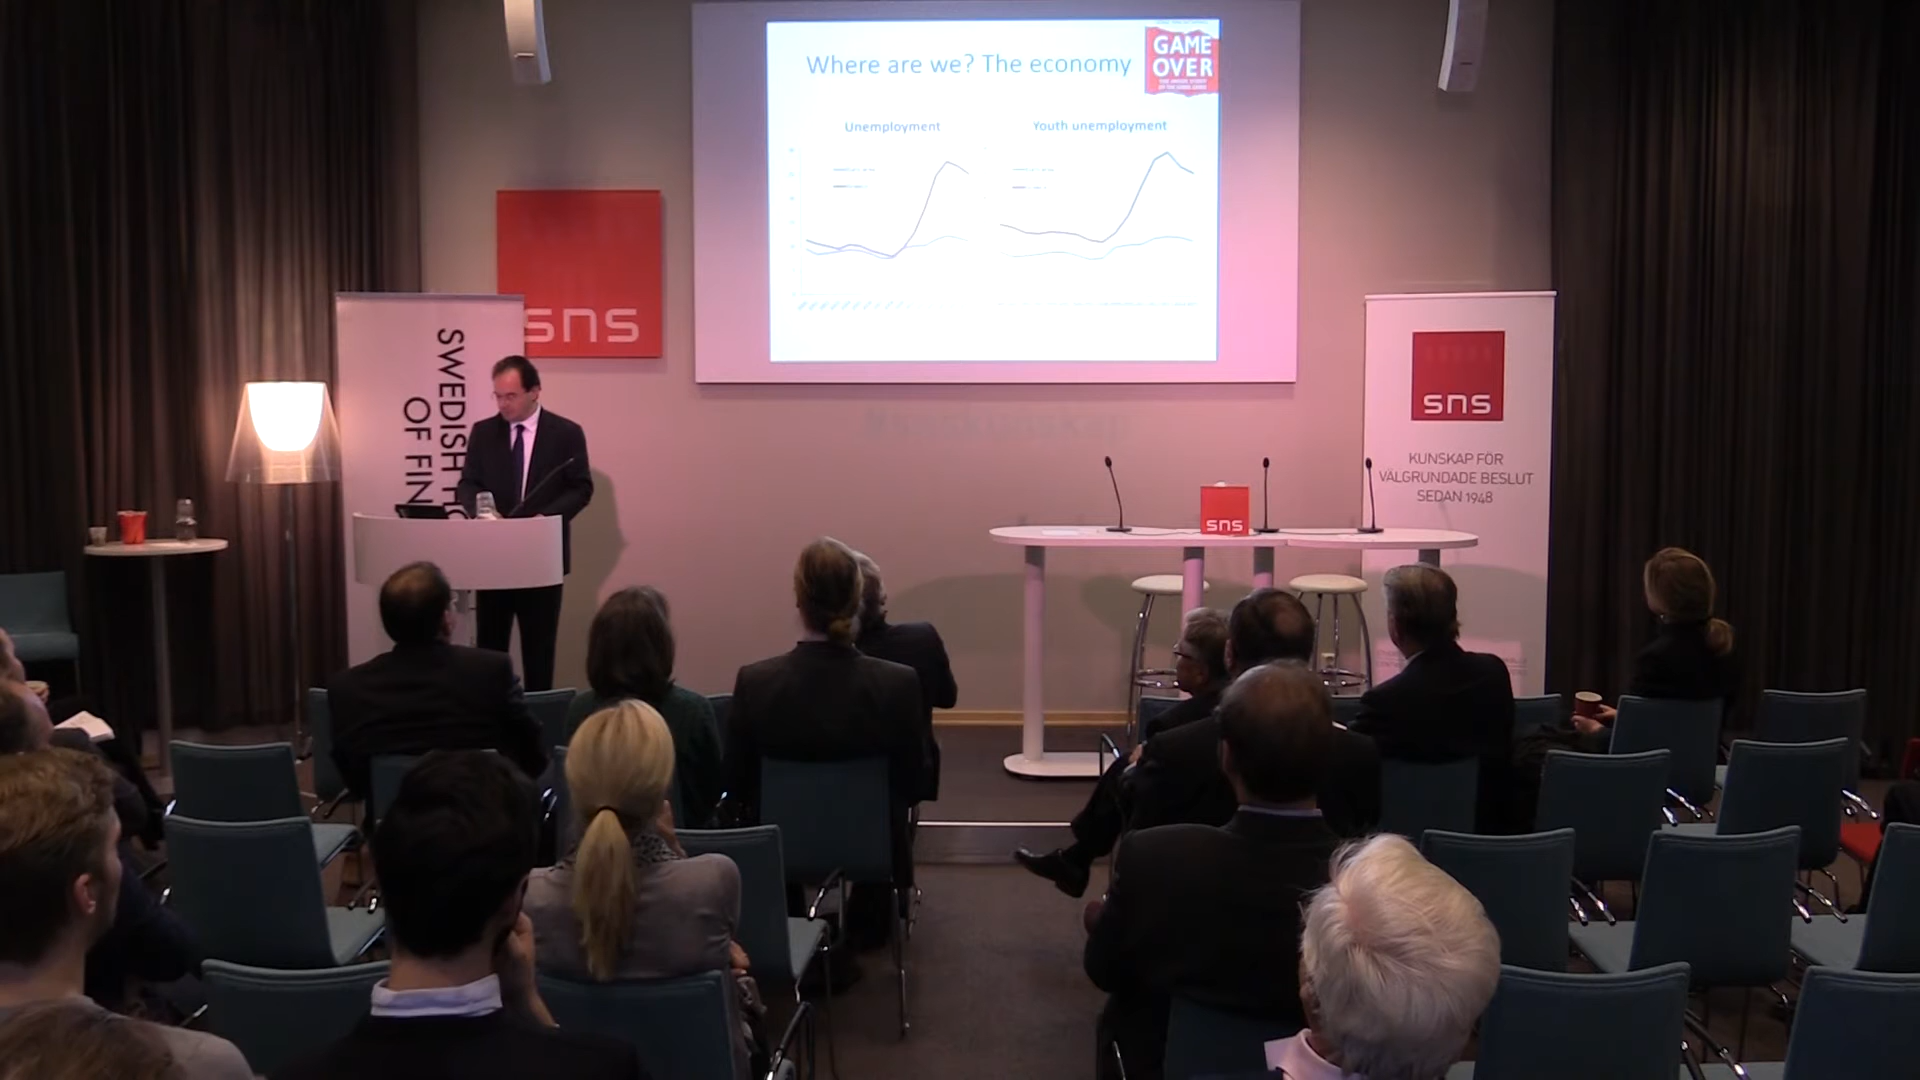 Where are we? The economy
GAME
OVER
Unemployment
Youth unemployment
sns
SWEDISH HO
OF FIN
sns
KUNSKAP FÖR
VÄLGRUNDADE BESLUT
SEDAN 1948
sns